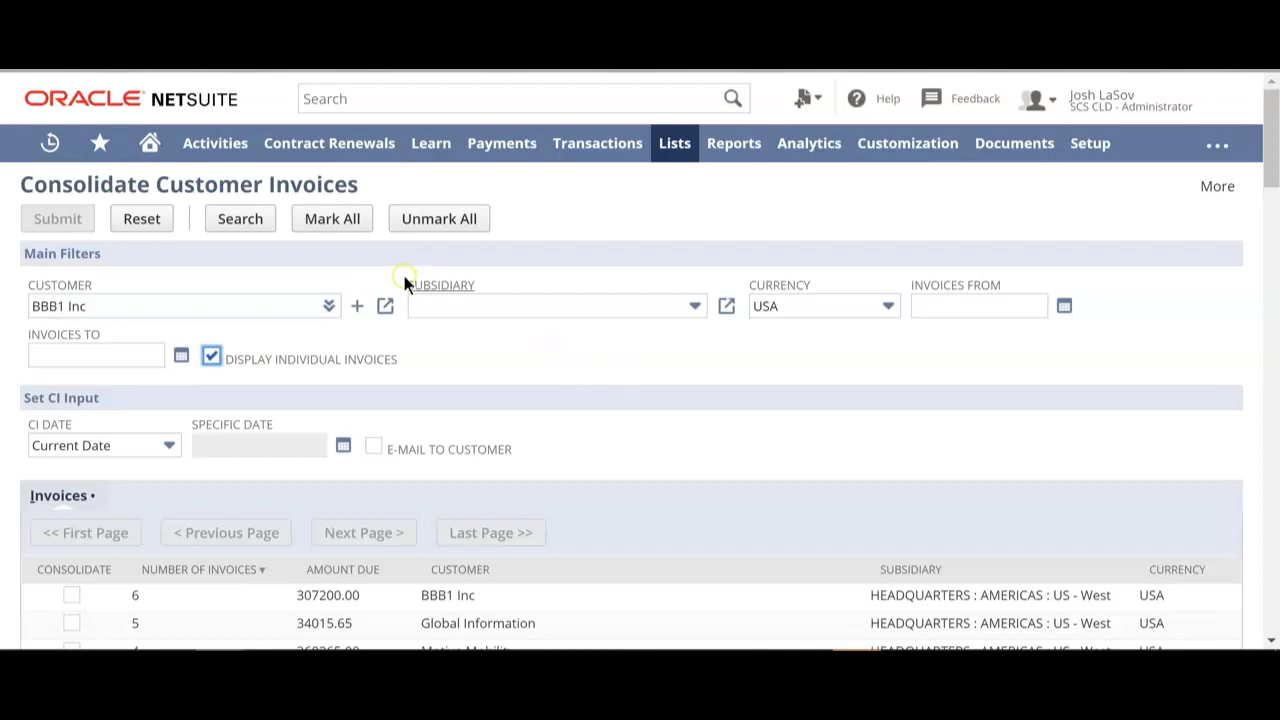 ORACLE NETSUITE Search Help Feedback Josh LaSov
SCS CLD - Administrator
Activities Contract Renewals Learn Payments Transactions Lists Reports Analytics Customization Documents Setup
Consolidate Customer Invoices More
Submit Reset Search Mark All Unmark All
Main Filters
CUSTOMER UBSIDIARY CURRENCY INVOICES FROM
BBB1 Inc USA
INVOICES TO
DISPLAY INDIVIDUAL INVOICES
Set CI Input
CI DATE SPECIFIC DATE
Current Date E-MAIL TO CUSTOMER
Invoices •
<< First Page < Previous Page Next Page > Last Page >>
CONSOLIDATE NUMBER OF INVOICES AMOUNT DUE CUSTOMER SUBSIDIARY CURRENCY
6 307200.00 BBB1 Inc HEADQUARTERS : AMERICAS : US - West USA
5 34015.65 Global Information HEADQUARTERS : AMERICAS : US - West USA